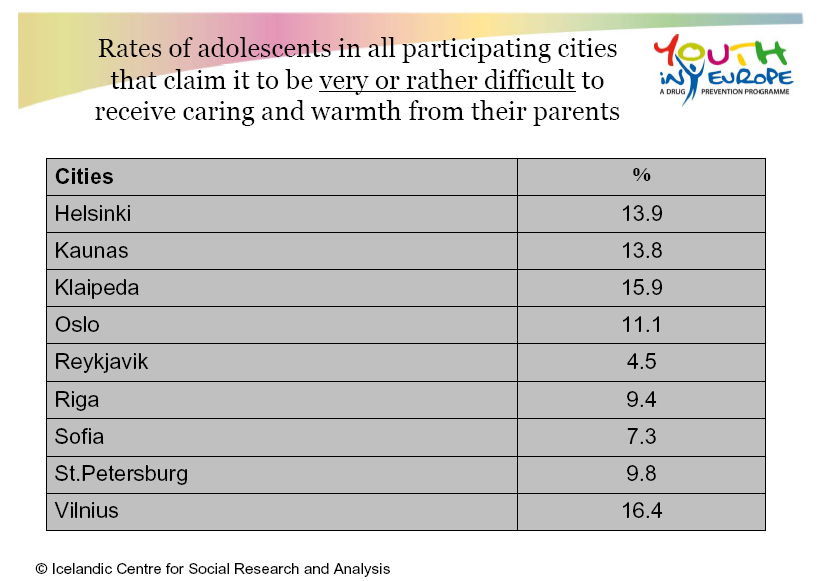 Rates of adolescents in all participating cities
that claim it to be very or rather difficult to
receive caring and warmth from their parents
YOUTH
in EUROPE
A DRUG PREVENTION PROGRAMME
Cities %
Helsinki 13.9
Kaunas 13.8
Klaipeda 15.9
Oslo 11.1
Reykjavik 4.5
Riga 9.4
Sofia 7.3
St.Petersburg 9.8
Vilnius 16.4
© Icelandic Centre for Social Research and Analysis